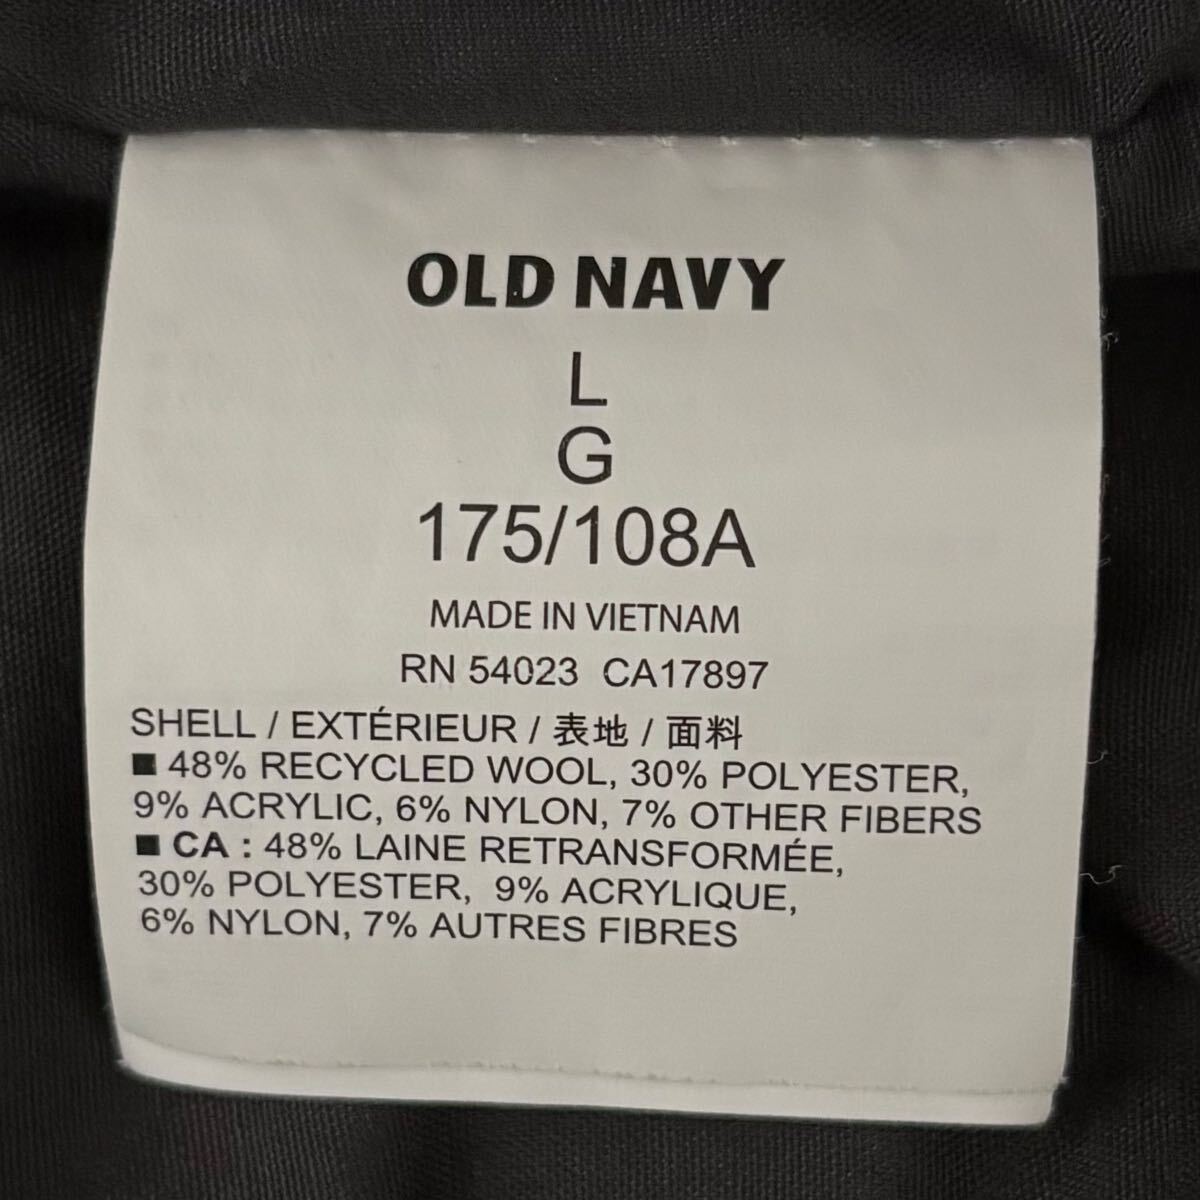 OLD NAVY
L
G
175/108A
MADE IN VIETNAM
RN 54023 CA17897
SHELL / EXTÉRIEUR / 表地 / 面料
■ 48% RECYCLED WOOL, 30% POLYESTER,
9% ACRYLIC, 6% NYLON, 7% OTHER FIBERS
■ CA : 48% LAINE RETRANSFORMÉE,
30% POLYESTER, 9% ACRYLIQUE,
6% NYLON, 7% AUTRES FIBRES